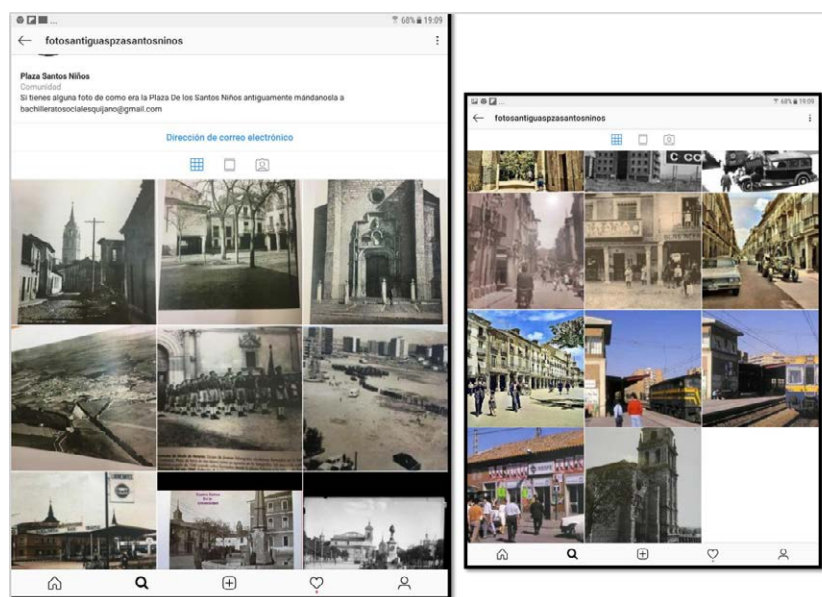 68% 19:09
fotosantiguaspzasantosninos
Plaza Santos Niños
Comunidad
Si tienes alguna foto de como era la Plaza De los Santos Niños antiguamente mándanosla a
bachilleratosocialesquijano@gmail.com
Dirección de correo electrónico
68% 19:09
fotosantiguaspzasantosninos
C CO